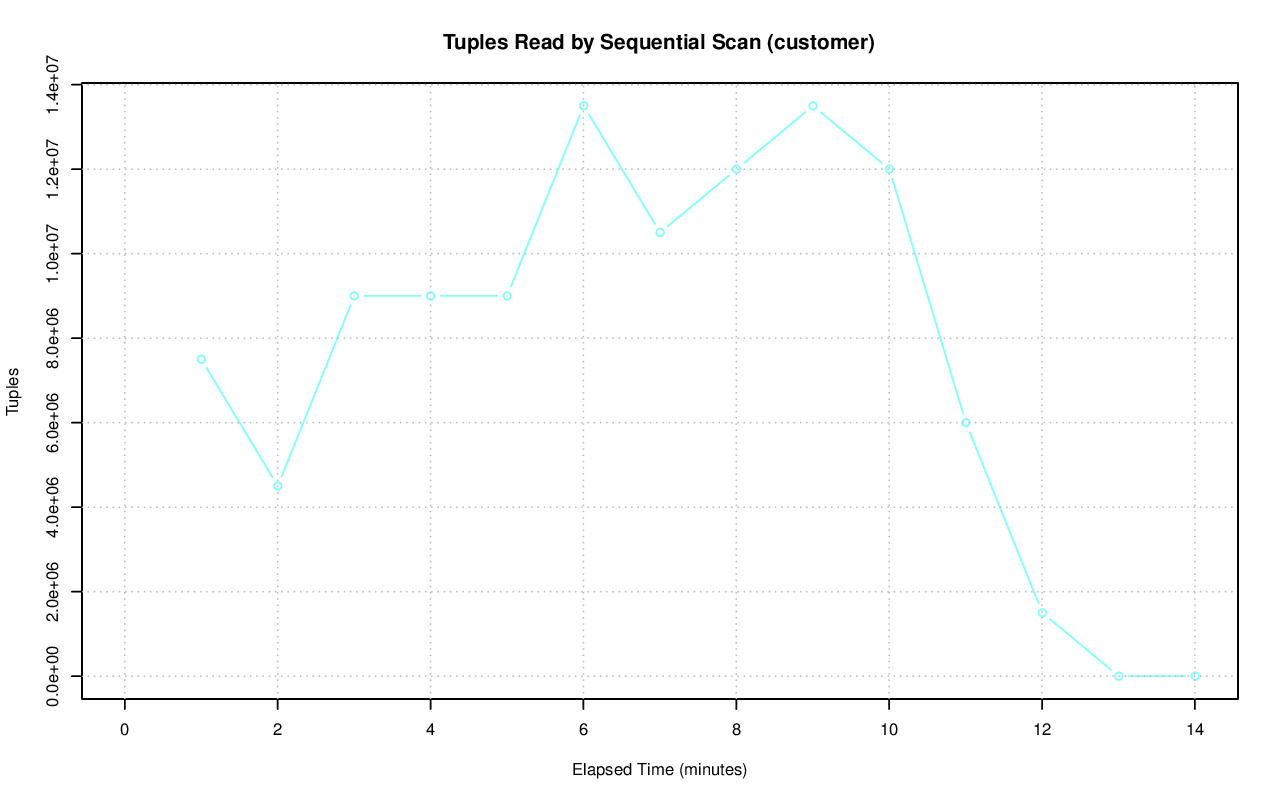 Tuples Read by Sequential Scan (customer)
1.4e+07
1.2e+07
1.0e+07
8.0e+06
6.0e+06
4.0e+06
2.0e+06
0.0e+00
Tuples
0 2 4 6 8 10 12 14
Elapsed Time (minutes)